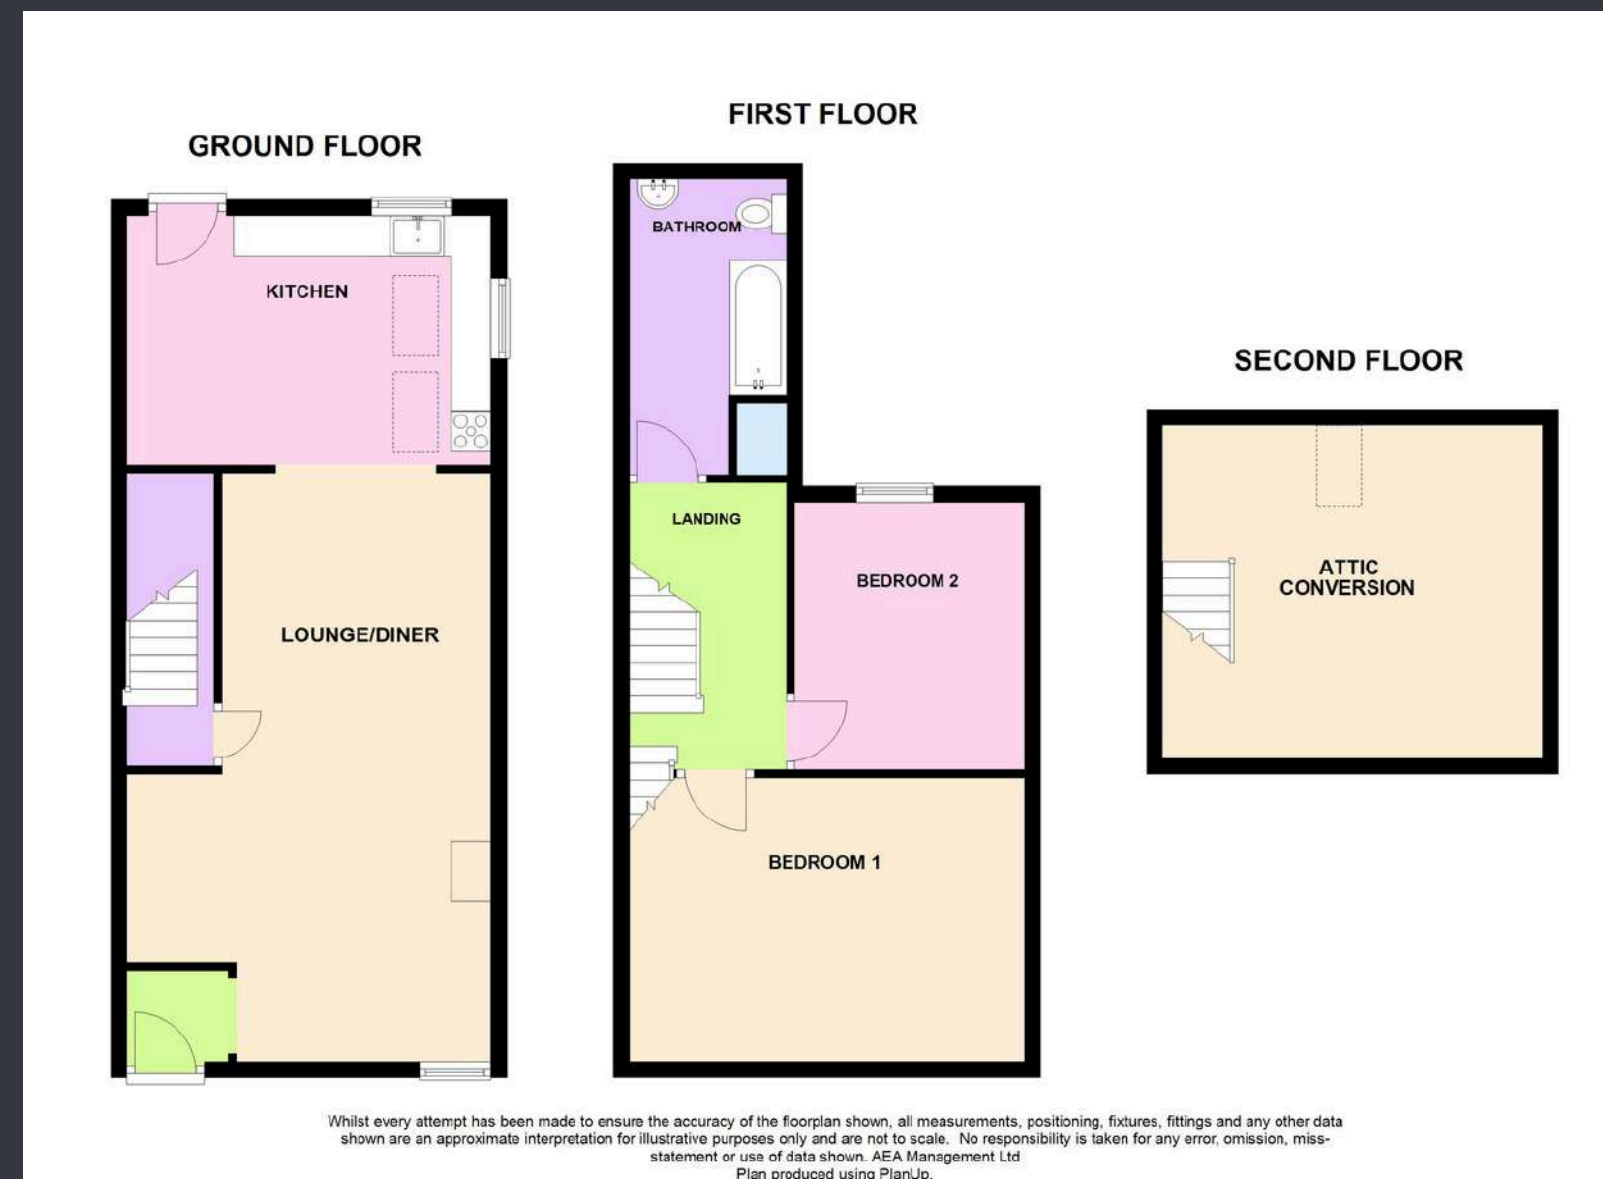 FIRST FLOOR
GROUND FLOOR
BATHROOM
KITCHEN
SECOND FLOOR
LANDING
ATTIC
CONVERSION
BEDROOM 2
LOUNGE/DINER
BEDROOM 1
Whilst every attempt has been made to ensure the accuracy of the floorplan shown, all measurements, positioning, fixtures, fittings and any other data
shown are an approximate interpretation for illustrative purposes only and are not to scale. No responsibility is taken for any error, omission, miss-
statement or use of data shown. AEA Management Ltd
Plan produced using PlanUp.